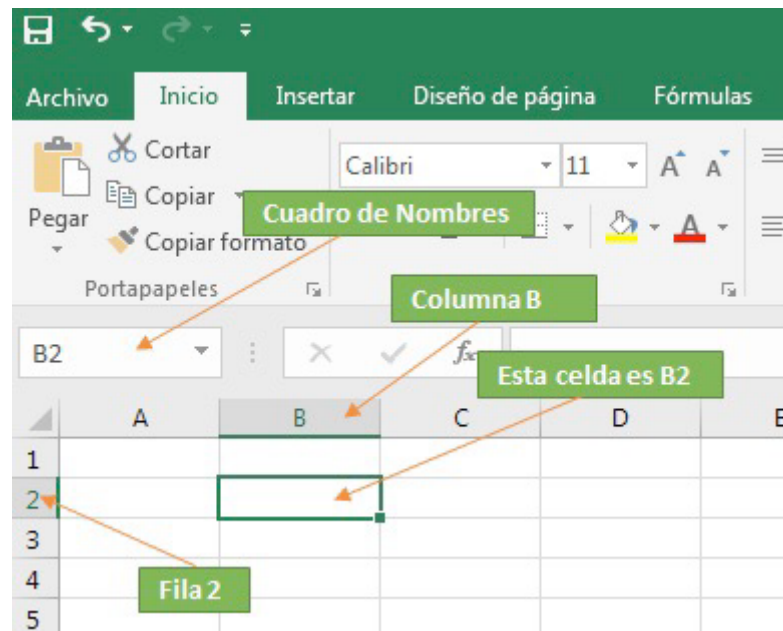 Archivo Inicio Insertar Diseño de página Fórmulas
Cortar
Calibri 11 A A
Copiar
Pegar
Cuadro de Nombres
A
Copiar formato
Portapapeles
Columna B
B2 fx
Esta celda es B2
A B C D E
1
2
3
4
Fila 2
5